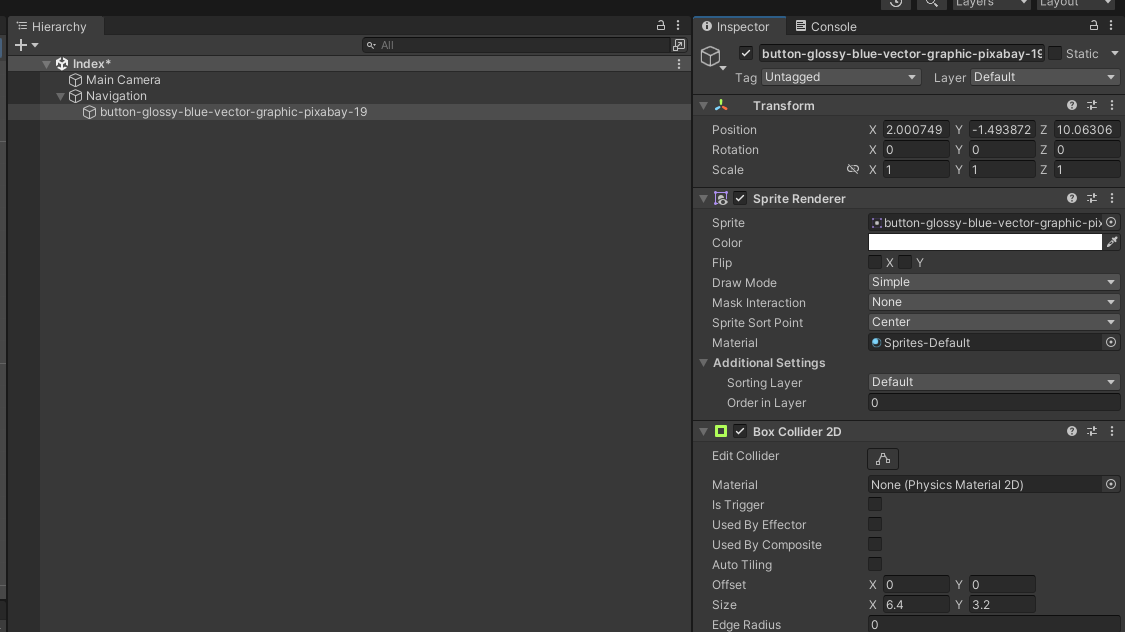 Layers
Layout
Hierarchy
All
Index*
Main Camera
Navigation
button-glossy-blue-vector-graphic-pixabay-19
Inspector
Console
button-glossy-blue-vector-graphic-pixabay-19
Static
Tag Untagged Layer Default
Transform
Position X 2.000749 Y -1.493872 Z 10.06306
Rotation X 0 Y 0 Z 0
Scale X 1 Y 1 Z 1
Sprite Renderer
Sprite button-glossy-blue-vector-graphic-pix
Color
Flip X Y
Draw Mode Simple
Mask Interaction None
Sprite Sort Point Center
Material Sprites-Default
Additional Settings
Sorting Layer Default
Order in Layer 0
Box Collider 2D
Edit Collider
Material None (Physics Material 2D)
Is Trigger
Used By Effector
Used By Composite
Auto Tiling
Offset X 0 Y 0
Size X 6.4 Y 3.2
Edge Radius 0